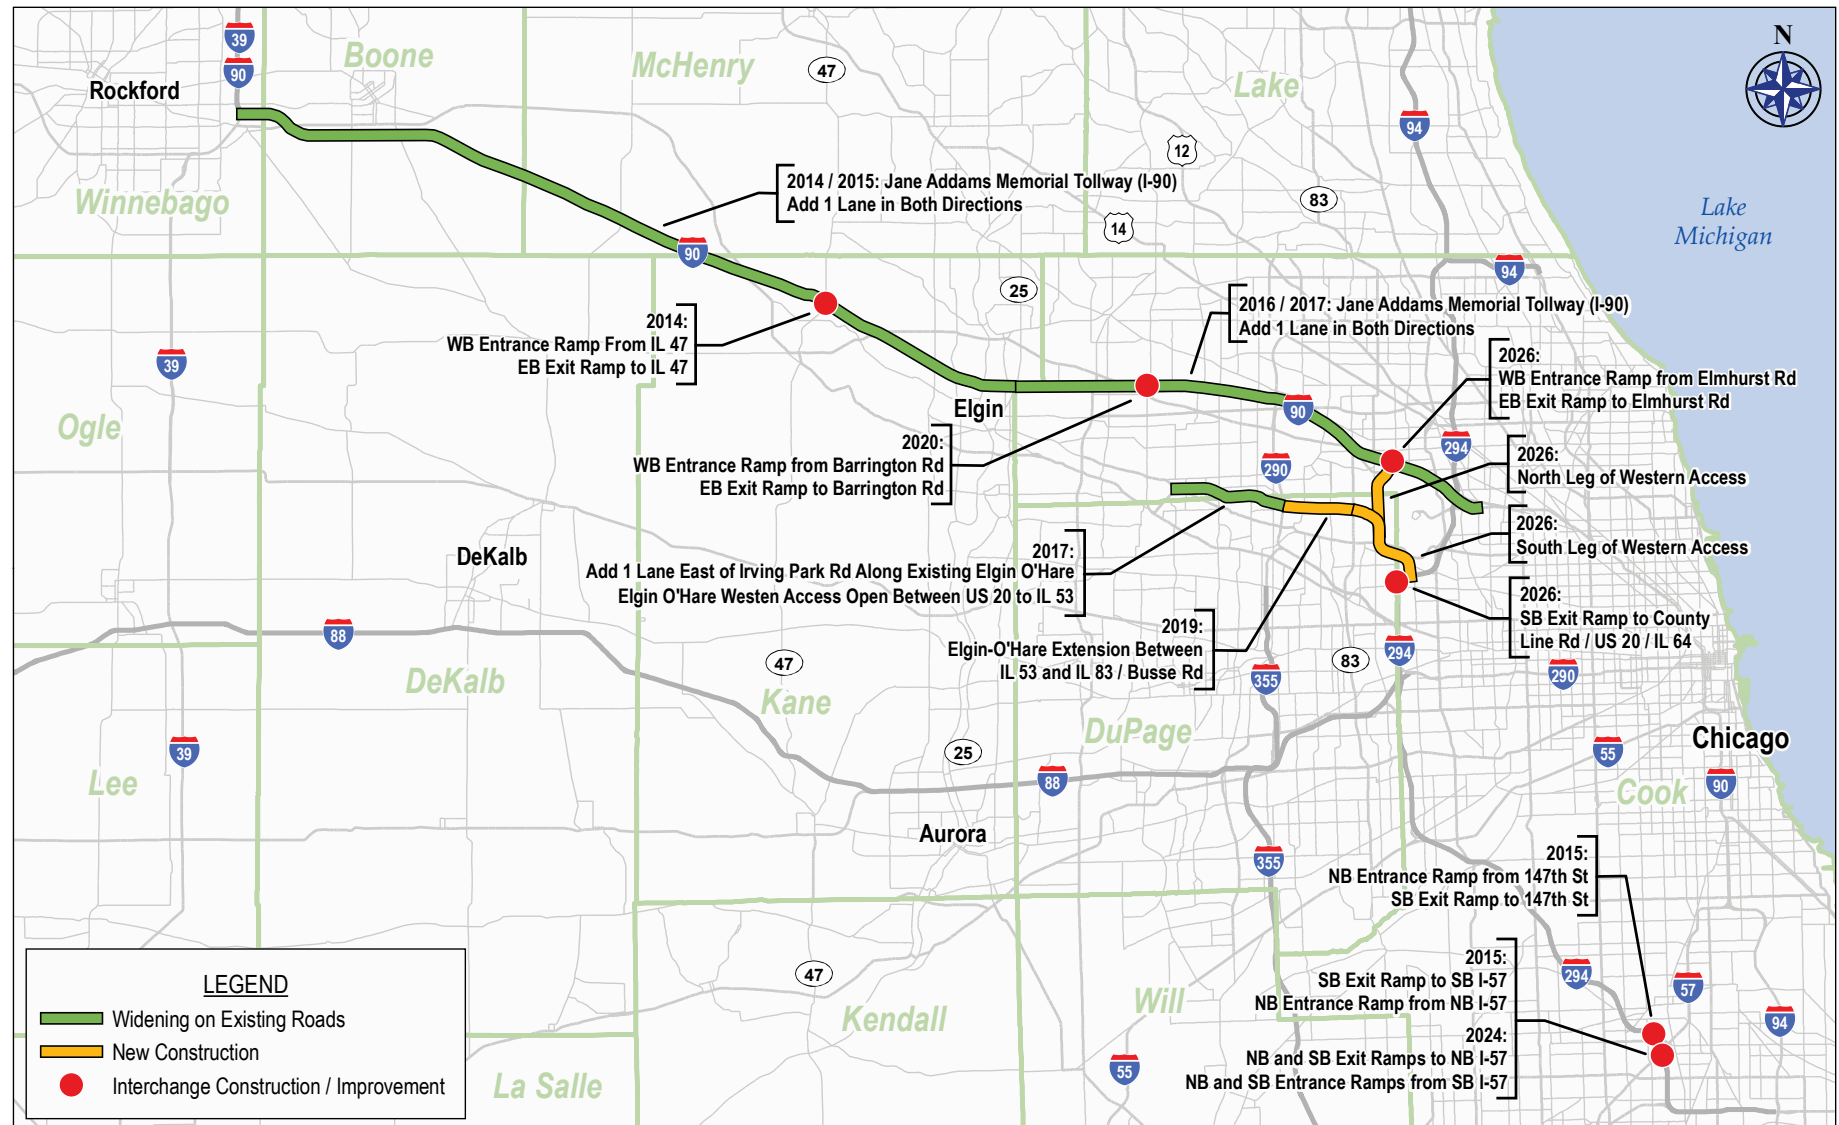 N
39
90
Boone
McHenry
47
Lake
Rockford
94
12
Winnebago
2014 / 2015: Jane Addams Memorial Tollway (I-90)
Add 1 Lane in Both Directions
83
14
Lake
Michigan
90
94
25
2016 / 2017: Jane Addams Memorial Tollway (I-90)
Add 1 Lane in Both Directions
2014:
WB Entrance Ramp From IL 47
EB Exit Ramp to IL 47
39
2026:
WB Entrance Ramp from Elmhurst Rd
EB Exit Ramp to Elmhurst Rd
Elgin
90
Ogle
2020:
WB Entrance Ramp from Barrington Rd
EB Exit Ramp to Barrington Rd
294
290
2026:
North Leg of Western Access
2026:
South Leg of Western Access
DeKalb
2017:
Add 1 Lane East of Irving Park Rd Along Existing Elgin O'Hare
Elgin O'Hare Westen Access Open Between US 20 to IL 53
2026:
SB Exit Ramp to County
Line Rd / US 20 / IL 64
88
2019:
Elgin-O'Hare Extension Between
IL 53 and IL 83 / Busse Rd
294
47
83
290
355
DeKalb
Kane
DuPage
Chicago
39
25
55
88
90
Lee
Cook
Aurora
355
2015:
NB Entrance Ramp from 147th St
SB Exit Ramp to 147th St
2015:
SB Exit Ramp to SB I-57
NB Entrance Ramp from NB I-57
2024:
NB and SB Exit Ramps to NB I-57
NB and SB Entrance Ramps from SB I-57
47
294
57
94
Will
Kendall
55
La Salle
LEGEND
Widening on Existing Roads
New Construction
Interchange Construction / Improvement